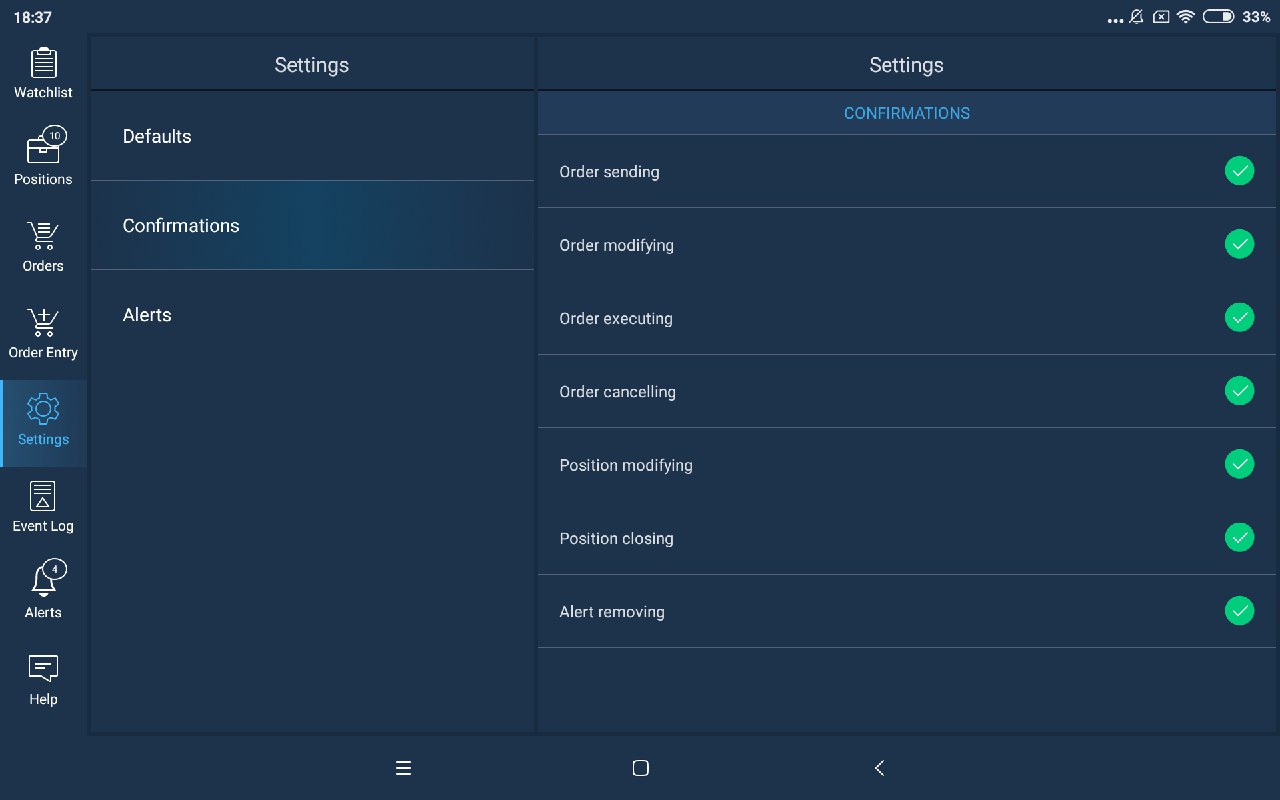 18:37
33%
Watchlist
10
Positions
Orders
Order Entry
Settings
Event Log
4
Alerts
Help
Settings
Defaults
Confirmations
Alerts
Settings
CONFIRMATIONS
Order sending
Order modifying
Order executing
Order cancelling
Position modifying
Position closing
Alert removing